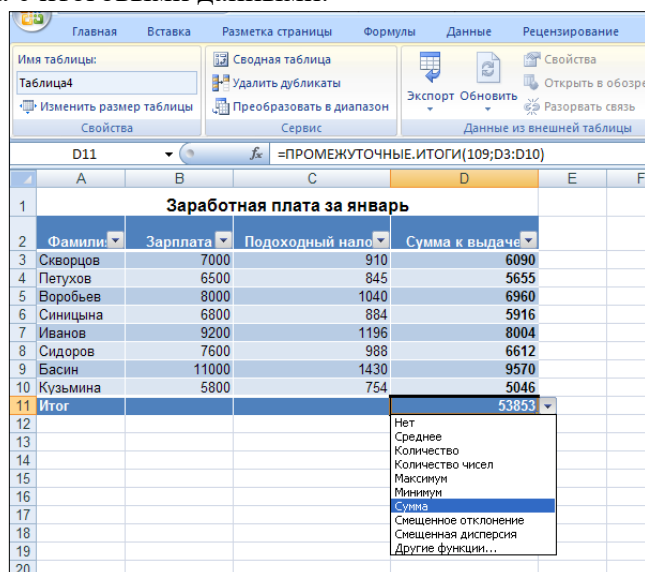 Главная Вставка Разметка страницы Формулы Данные Рецензирование
Имя таблицы:
Таблица4
Изменить размер таблицы
Свойства
Сводная таблица
Удалить дубликаты
Преобразовать в диапазон
Сервис
Экспорт Обновить
Свойства
Открыть в обозре
Разорвать связь
Данные из внешней таблицы
D11 fx =ПРОМЕЖУТОЧНЫЕ.ИТОГИ(109;D3:D10)
A B C D E F
1 Заработная плата за январь
2 Фамили Зарплата Подоходный нало Сумма к выдаче
3 Скворцов 7000 910 6090
4 Петухов 6500 845 5655
5 Воробьев 8000 1040 6960
6 Синицына 6800 884 5916
7 Иванов 9200 1196 8004
8 Сидоров 7600 988 6612
9 Басин 11000 1430 9570
10 Кузьмина 5800 754 5046
11 Итог 53853
12 Нет
13 Среднее
Количество
14 Количество чисел
15 Максимум
16 Минимум
17 Сумма
18 Смещенное отклонение
Смещенная дисперсия
19 Другие функции...
20